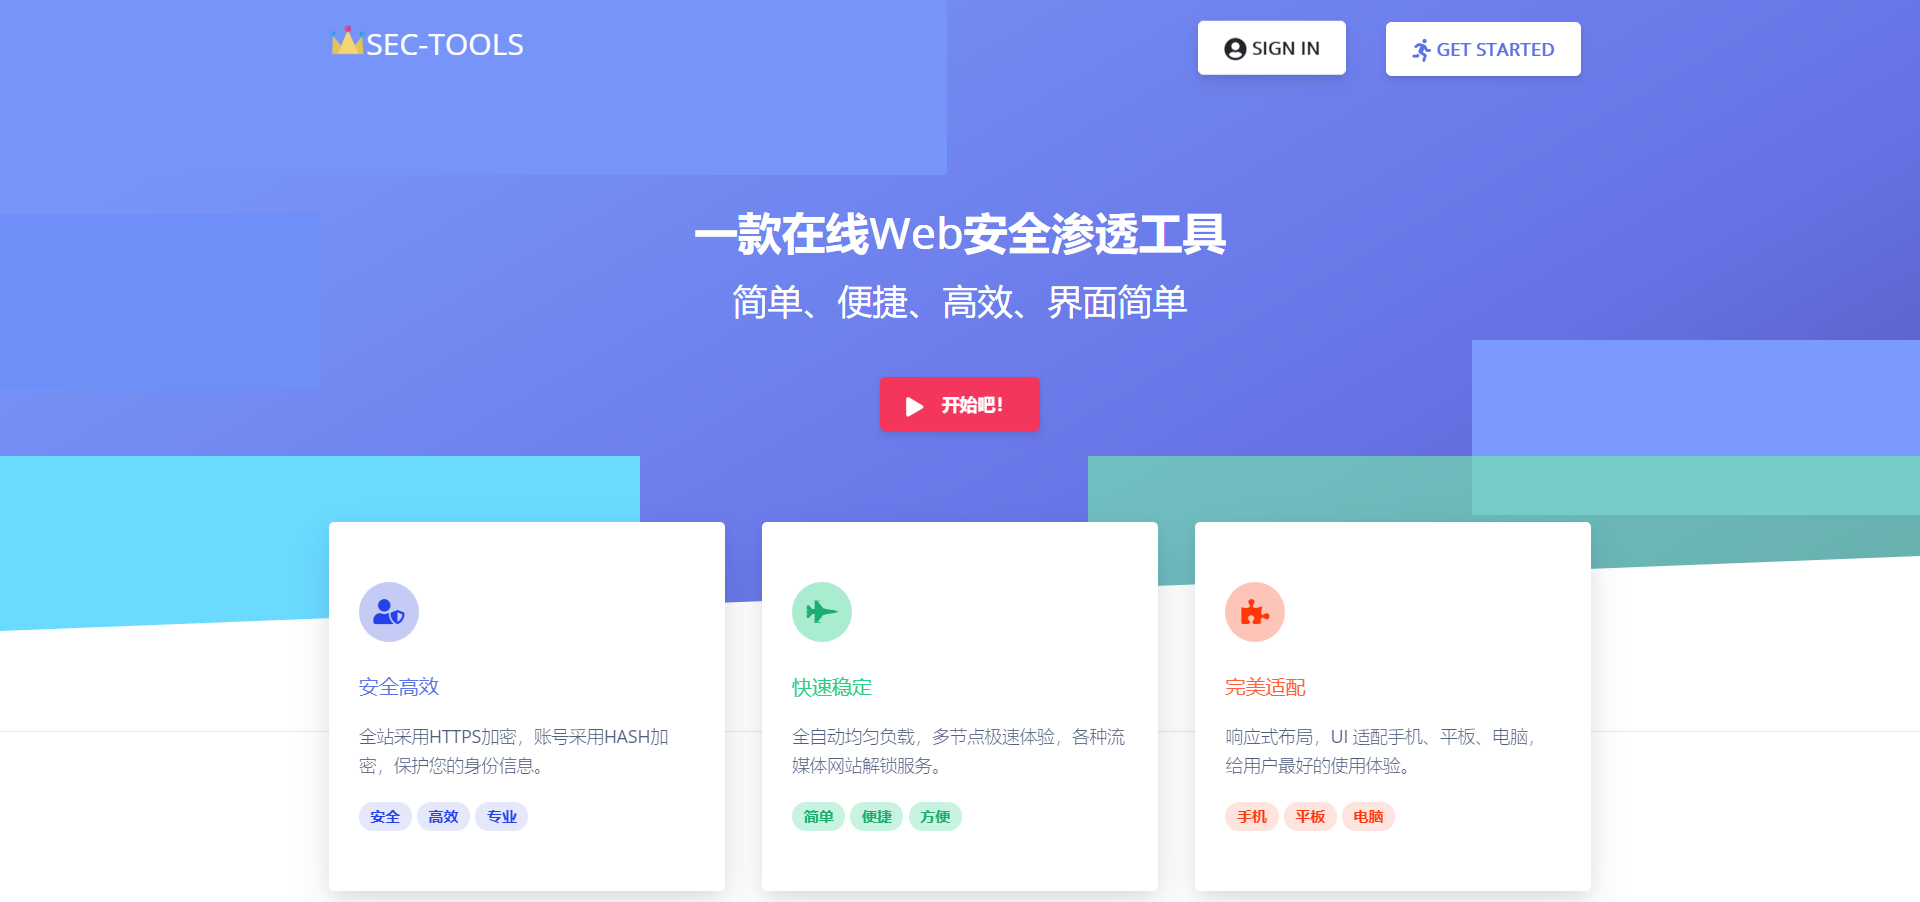 SEC-TOOLS
SIGN IN
GET STARTED
一款在线Web安全渗透工具
简单、便捷、高效、界面简单
开始吧！
安全高效
全站采用HTTPS加密，账号采用HASH加
密，保护您的身份信息。
安全 高效 专业
快速稳定
全自动均匀负载，多节点极速体验，各种流
媒体网站解锁服务。
简单 便捷 方便
完美适配
响应式布局，UI 适配手机、平板、电脑，
给用户最好的使用体验。
手机 平板 电脑